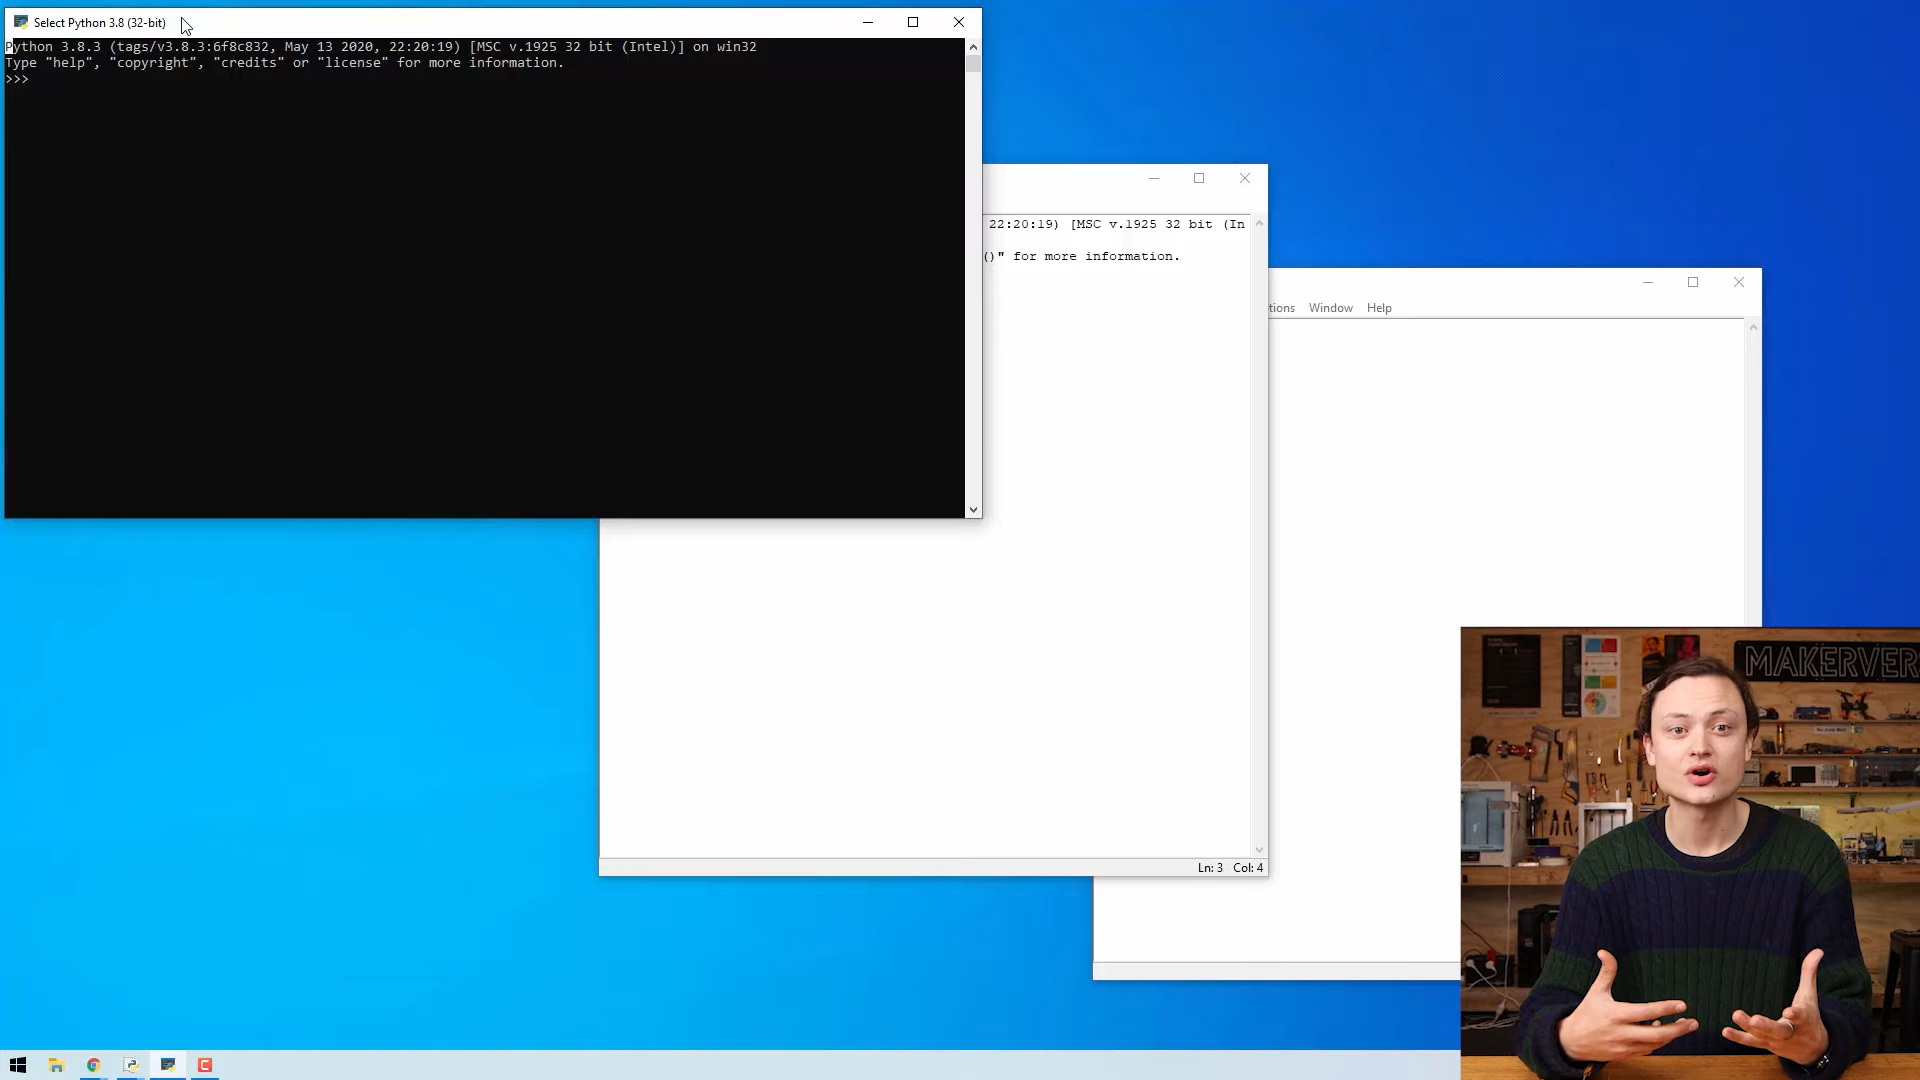 Select Python 3.8 (32-bit)
Python 3.8.3 (tags/v3.8.3:6f8c832, May 13 2020, 22:20:19) [MSC v.1925 32 bit (Intel)] on win32
Type "help", "copyright", "credits" or "license" for more information.
>>>
22:20:19) [MSC v.1925 32 bit (In
()" for more information.
tions Window Help
Ln: 3 Col: 4
MAKERVERS